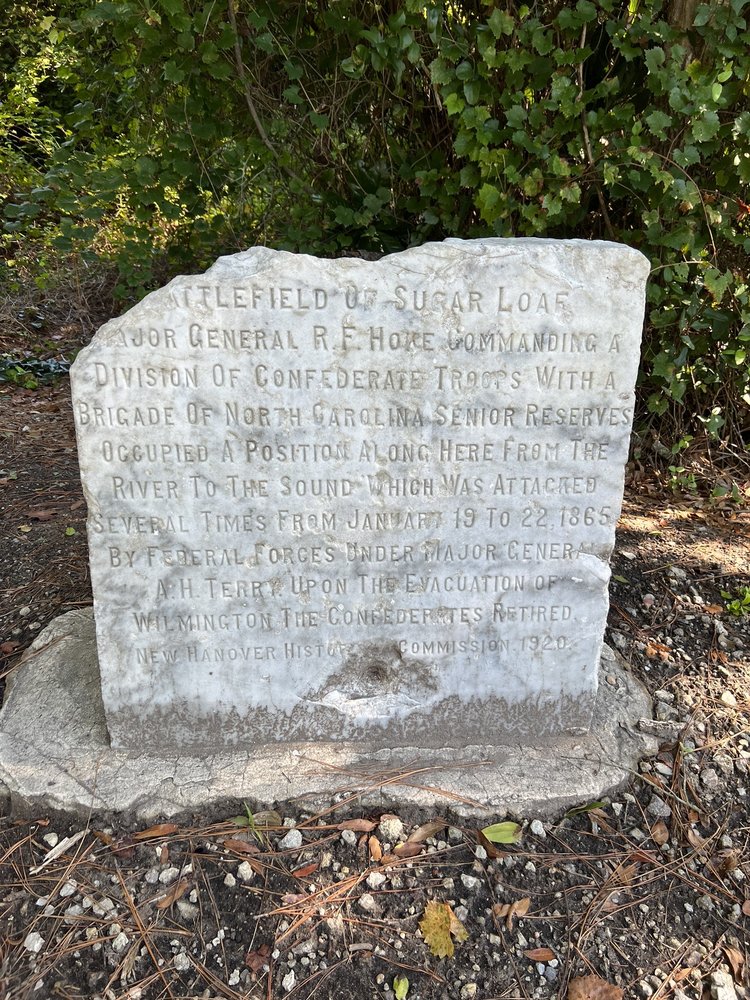 ATTLEFIELD OF SUGAR LOAF
AJOR GENERAL R. F. HOKE COMMANDING A
DIVISION OF CONFEDERATE TROOPS WITH A
BRIGADE OF NORTH CAROLINA SENIOR RESERVES
OCCUPIED A POSITION ALONG HERE FROM THE
RIVER TO THE SOUND WHICH WAS ATTACKED
SEVERAL TIMES FROM JANUARY 19 TO 22, 1865
BY FEDERAL FORCES UNDER MAJOR GENERAL
A. H. TERRY. UPON THE EVACUATION OF
WILMINGTON THE CONFEDERATES RETIRED.
NEW HANOVER COMMISSION, 1920.